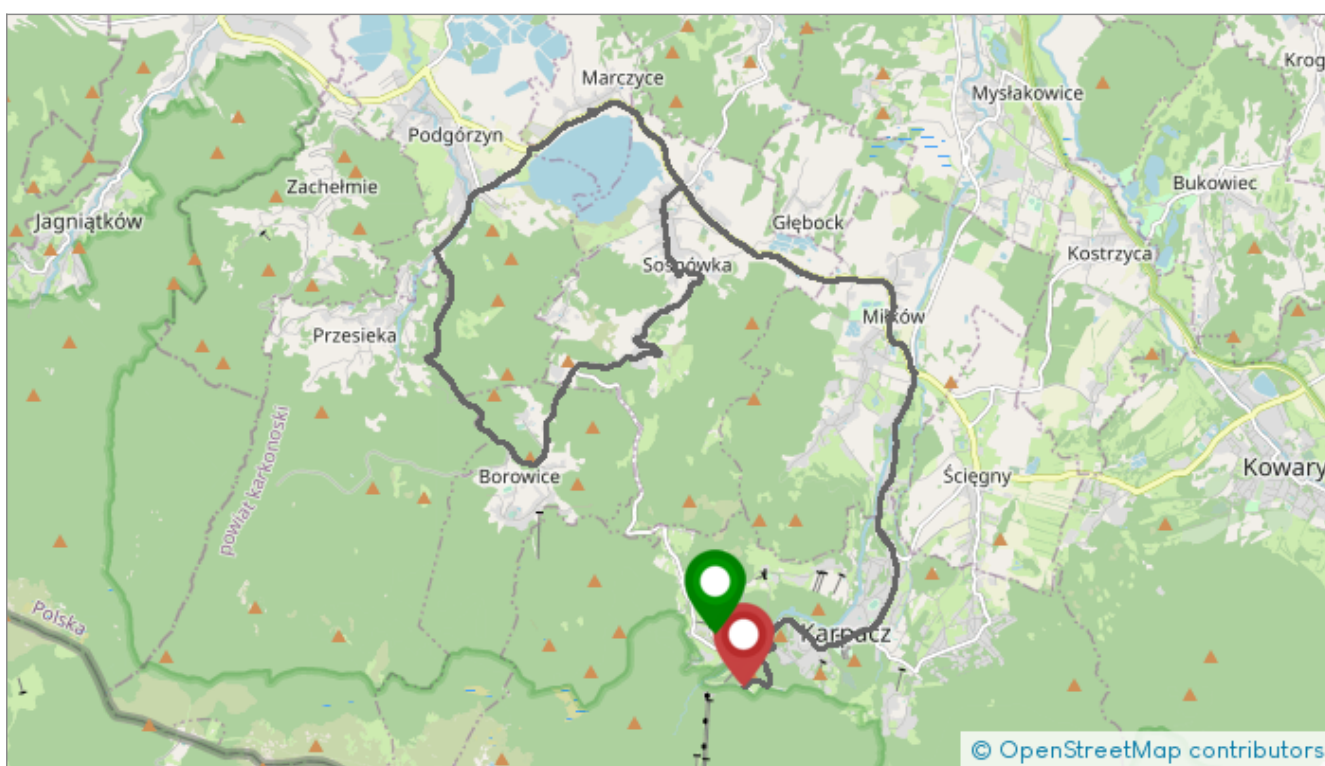 Marczyce
Krog
Mysłakowice
Podgórzyn
Zachełmie
Bukowiec
Jagniątków
Głębock
Kostrzyca
Sosnówka
Miłków
Przesieka
powiat karkonoski
Borowice
Ścięgny
Kowary
Polska
Karpacz
© OpenStreetMap contributors